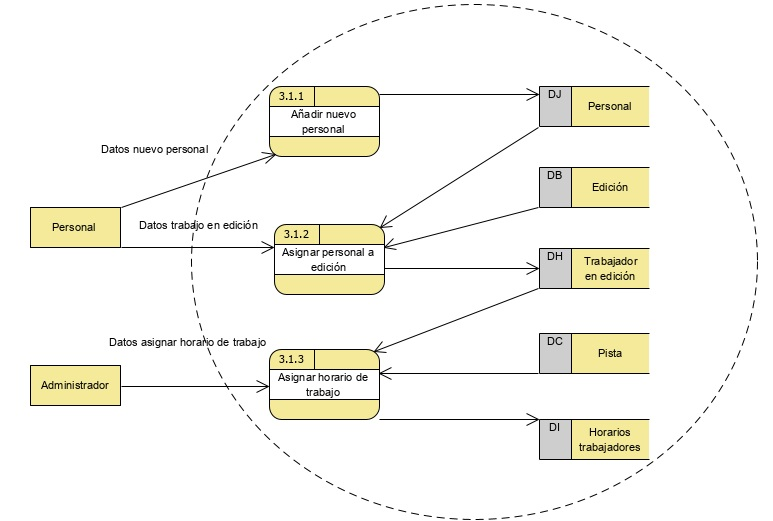 3.1.1
Añadir nuevo
personal
DJ
Personal
Datos nuevo personal
DB
Edición
Personal
Datos trabajo en edición
3.1.2
Asignar personal a
edición
DH
Trabajador
en edición
Datos asignar horario de trabajo
DC
Pista
Administrador
3.1.3
Asignar horario de
trabajo
DI
Horarios
trabajadores